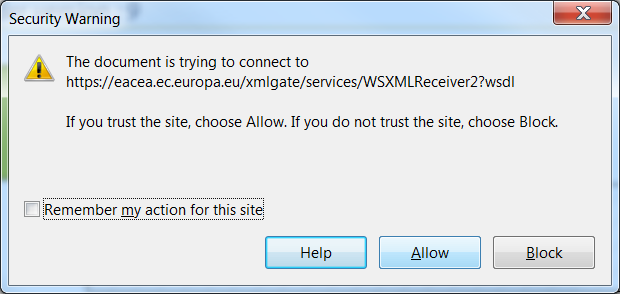 Security Warning
The document is trying to connect to
https://eacea.ec.europa.eu/xmlgate/services/WSXMLReceiver2?wsdl
If you trust the site, choose Allow. If you do not trust the site, choose Block.
Remember my action for this site
Help Allow Block